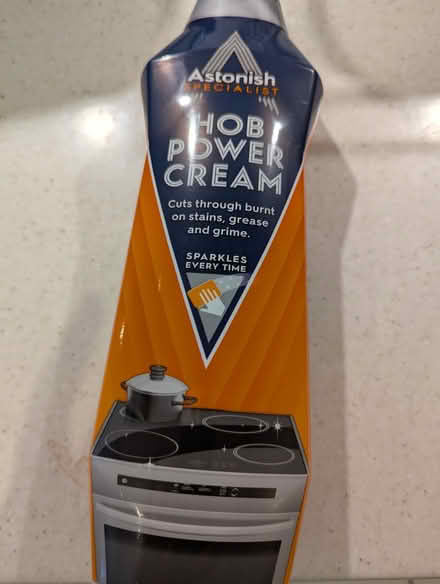 Astonish
SPECIALIST
HOB
POWER
CREAM
Cuts through burnt
on stains, grease
and grime.
SPARKLES
EVERY TIME